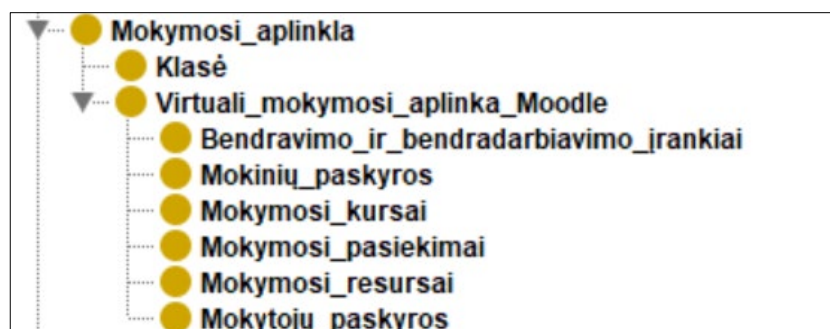 Mokymosi_aplinkla
Klasė
Virtuali_mokymosi_aplinka_Moodle
Bendravimo_ir_bendradarbiavimo_įrankiai
Mokinių_paskyros
Mokymosi_kursai
Mokymosi_pasiekimai
Mokymosi_resursai
Mokytojų_paskyros